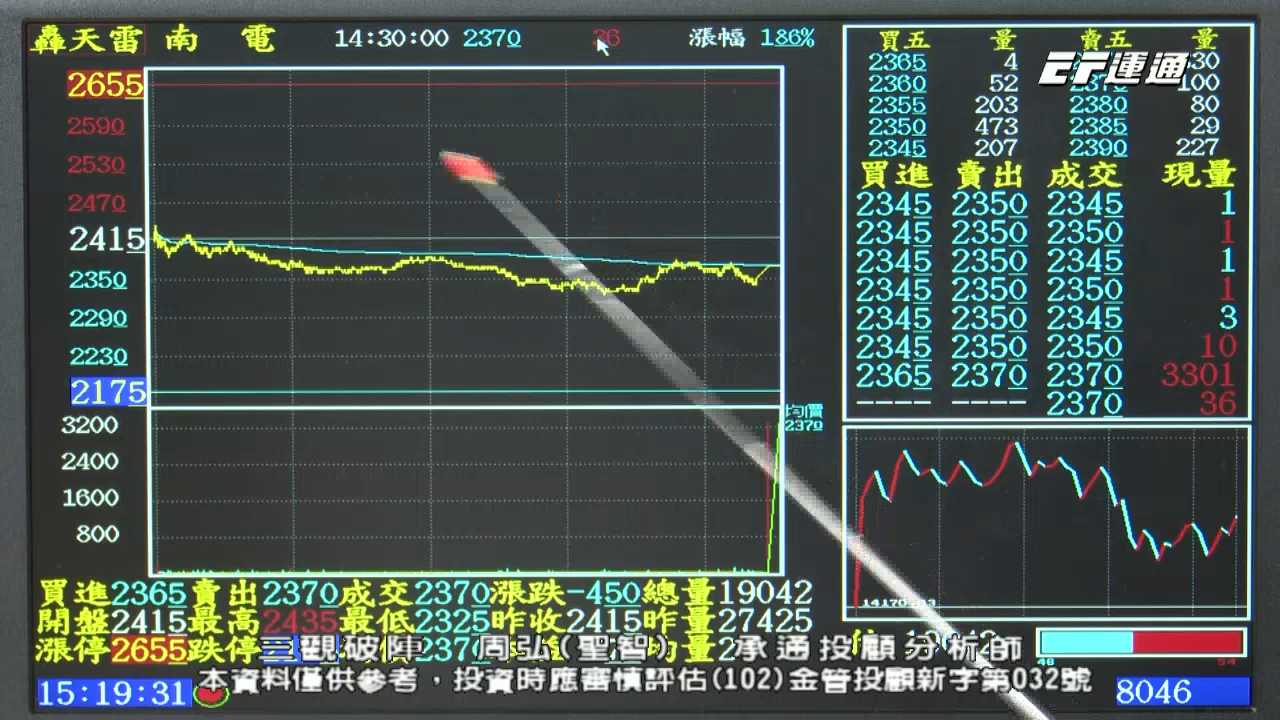 轟天雷 南 電 14:30:00 2370 36 漲幅 1.86%
買五 量 賣五 量
EF運通
2365 4
2360 52 100
2355 203 2380 80
2350 473 2385 29
2345 207 2390 227
買進 賣出 成交 現量
2345 2350 2345 1
2345 2350 2350 1
2345 2350 2345 1
2345 2350 2350 1
2345 2350 2345 3
2345 2350 2350 10
2365 2370 2370 3301
---- ---- 2370 36
2655
2590
2530
2470
2415
2350
2290
2230
2175
均價
2370
3200
2400
1600
800
買進2365賣出2370成交2370漲跌-450總量19042
開盤2415最高2435最低2325昨收2415昨量27425
漲停2655跌停
三觀破陣 周弘(聖智) 承通投顧分析師
46 54
本資料僅供參考，投資時應審慎評估(102)金管投顧新字第032號
15:19:31 8046